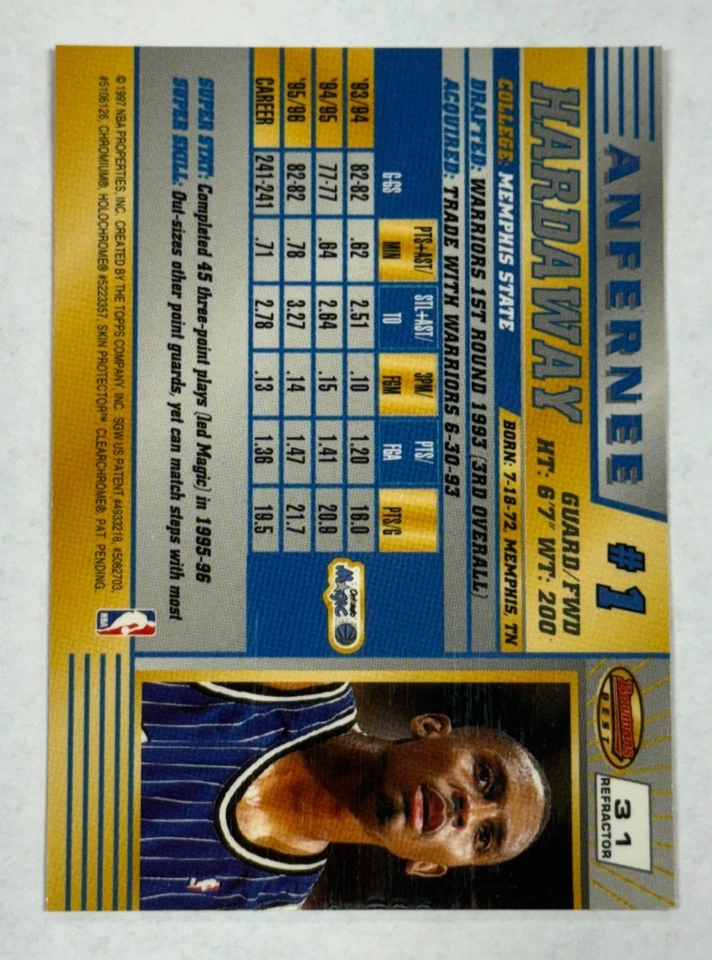 ANFERNEE
HARDAWAY
#1
GUARD/FWD
HT: 6'7" WT: 200
COLLEGE: MEMPHIS STATE
BORN: 7-18-72, MEMPHIS, TN
DRAFTED: WARRIORS 1ST ROUND 1993 (3RD OVERALL)
ACQUIRED: TRADE WITH WARRIORS 6-30-93
G-GS PTS+AST/MIN STL+AST/TO 3PM/FGM PTS/FGA PTS/G
'93/94 82-82 .62 2.51 .10 1.20 16.0
'94/95 77-77 .64 2.64 .15 1.41 20.9
'95/96 82-82 .78 3.27 .14 1.47 21.7
CAREER 241-241 .71 2.78 .13 1.36 19.5
SUPER STAT: Completed 45 three-point plays (led Magic) in 1995-96
SUPER SKILL: Out-sizes other point guards, yet can match steps with most
© 1997 NBA PROPERTIES, INC. CREATED BY THE TOPPS COMPANY, INC. SGW US PATENT #4933218, #5082703,
#5106126, CHROMIUM®, HOLOCHROME® #5223357. SKIN PROTECTOR™ CLEARCHROME®: PAT. PENDING.
Orlando
Magic
NBA
Bowman's
BEST
31
REFRACTOR